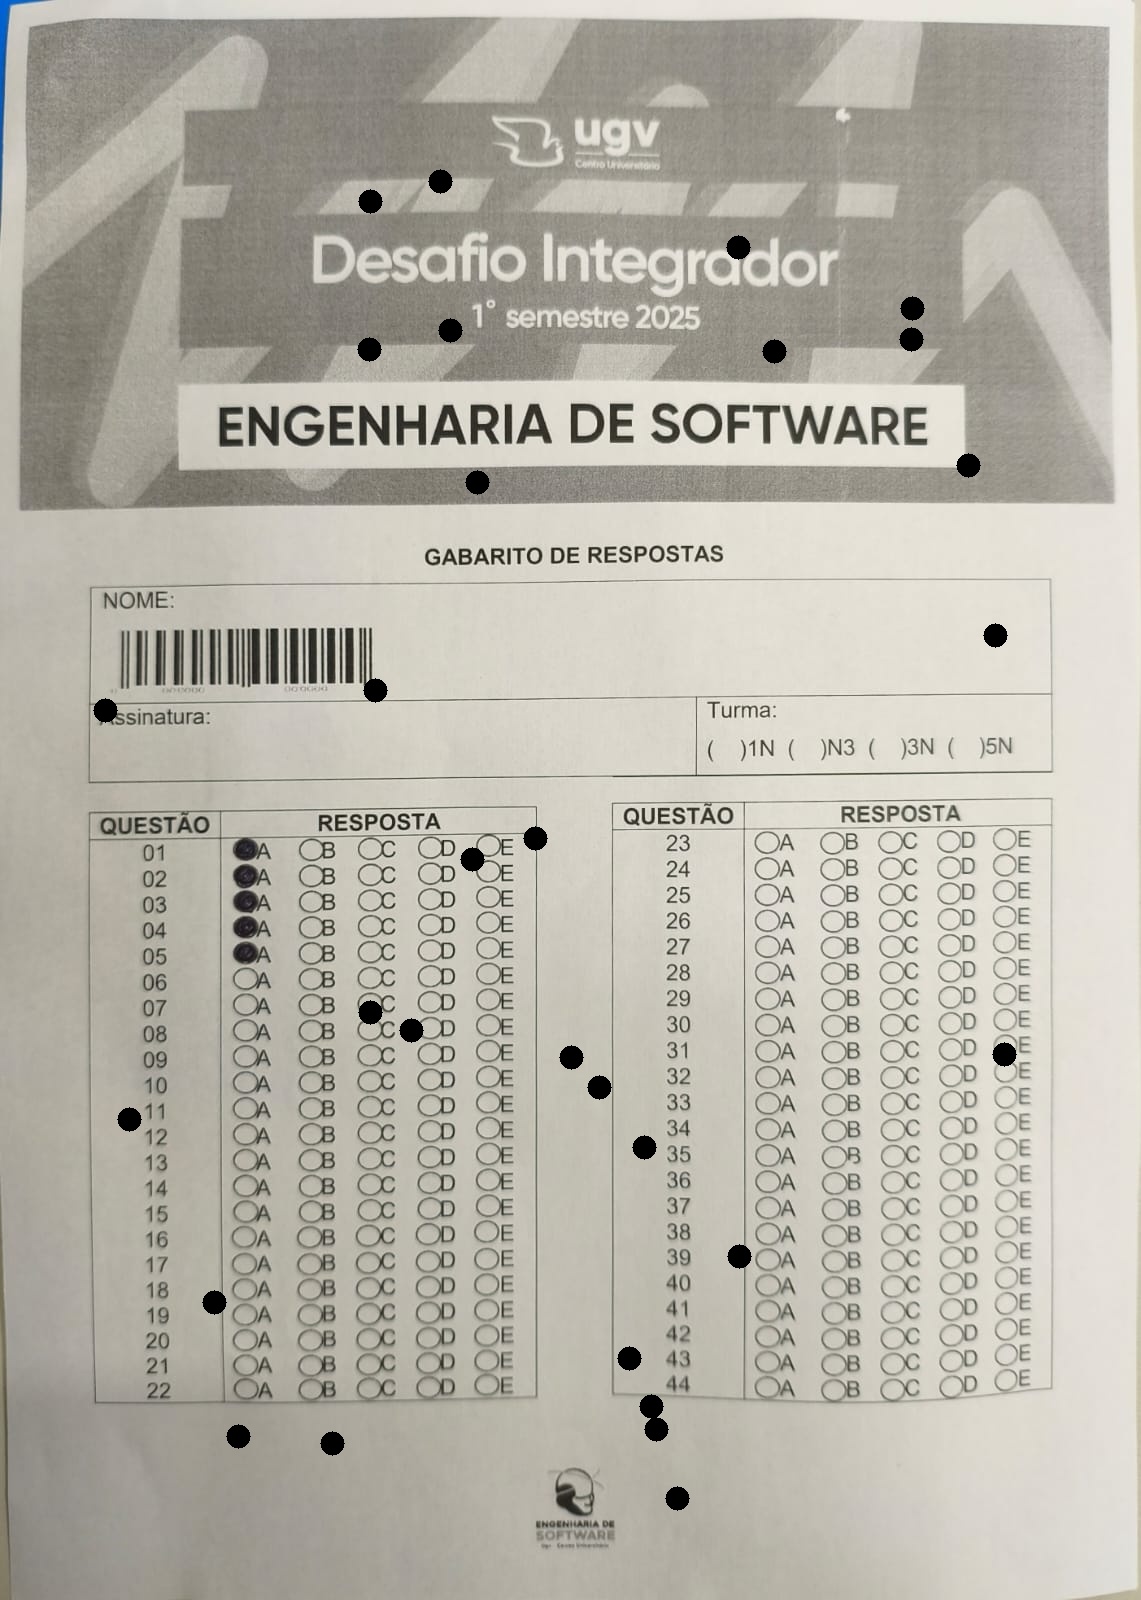 ugv
Centro Universitário
Desafio Integrador
1° semestre 2025
ENGENHARIA DE SOFTWARE
GABARITO DE RESPOSTAS
NOME:
Assinatura:
Turma:
( )1N ( )N3 ( )3N ( )5N
QUESTÃO RESPOSTA
01 A B C D E
02 A B C D E
03 A B C D E
04 A B C D E
05 A B C D E
06 A B C D E
07 A B C D E
08 A B C D E
09 A B C D E
10 A B C D E
11 A B C D E
12 A B C D E
13 A B C D E
14 A B C D E
15 A B C D E
16 A B C D E
17 A B C D E
18 A B C D E
19 A B C D E
20 A B C D E
21 A B C D E
22 A B C D E
QUESTÃO RESPOSTA
23 A B C D E
24 A B C D E
25 A B C D E
26 A B C D E
27 A B C D E
28 A B C D E
29 A B C D E
30 A B C D E
31 A B C D E
32 A B C D E
33 A B C D E
34 A B C D E
35 A B C D E
36 A B C D E
37 A B C D E
38 A B C D E
39 A B C D E
40 A B C D E
41 A B C D E
42 A B C D E
43 A B C D E
44 A B C D E
ENGENHARIA DE
SOFTWARE